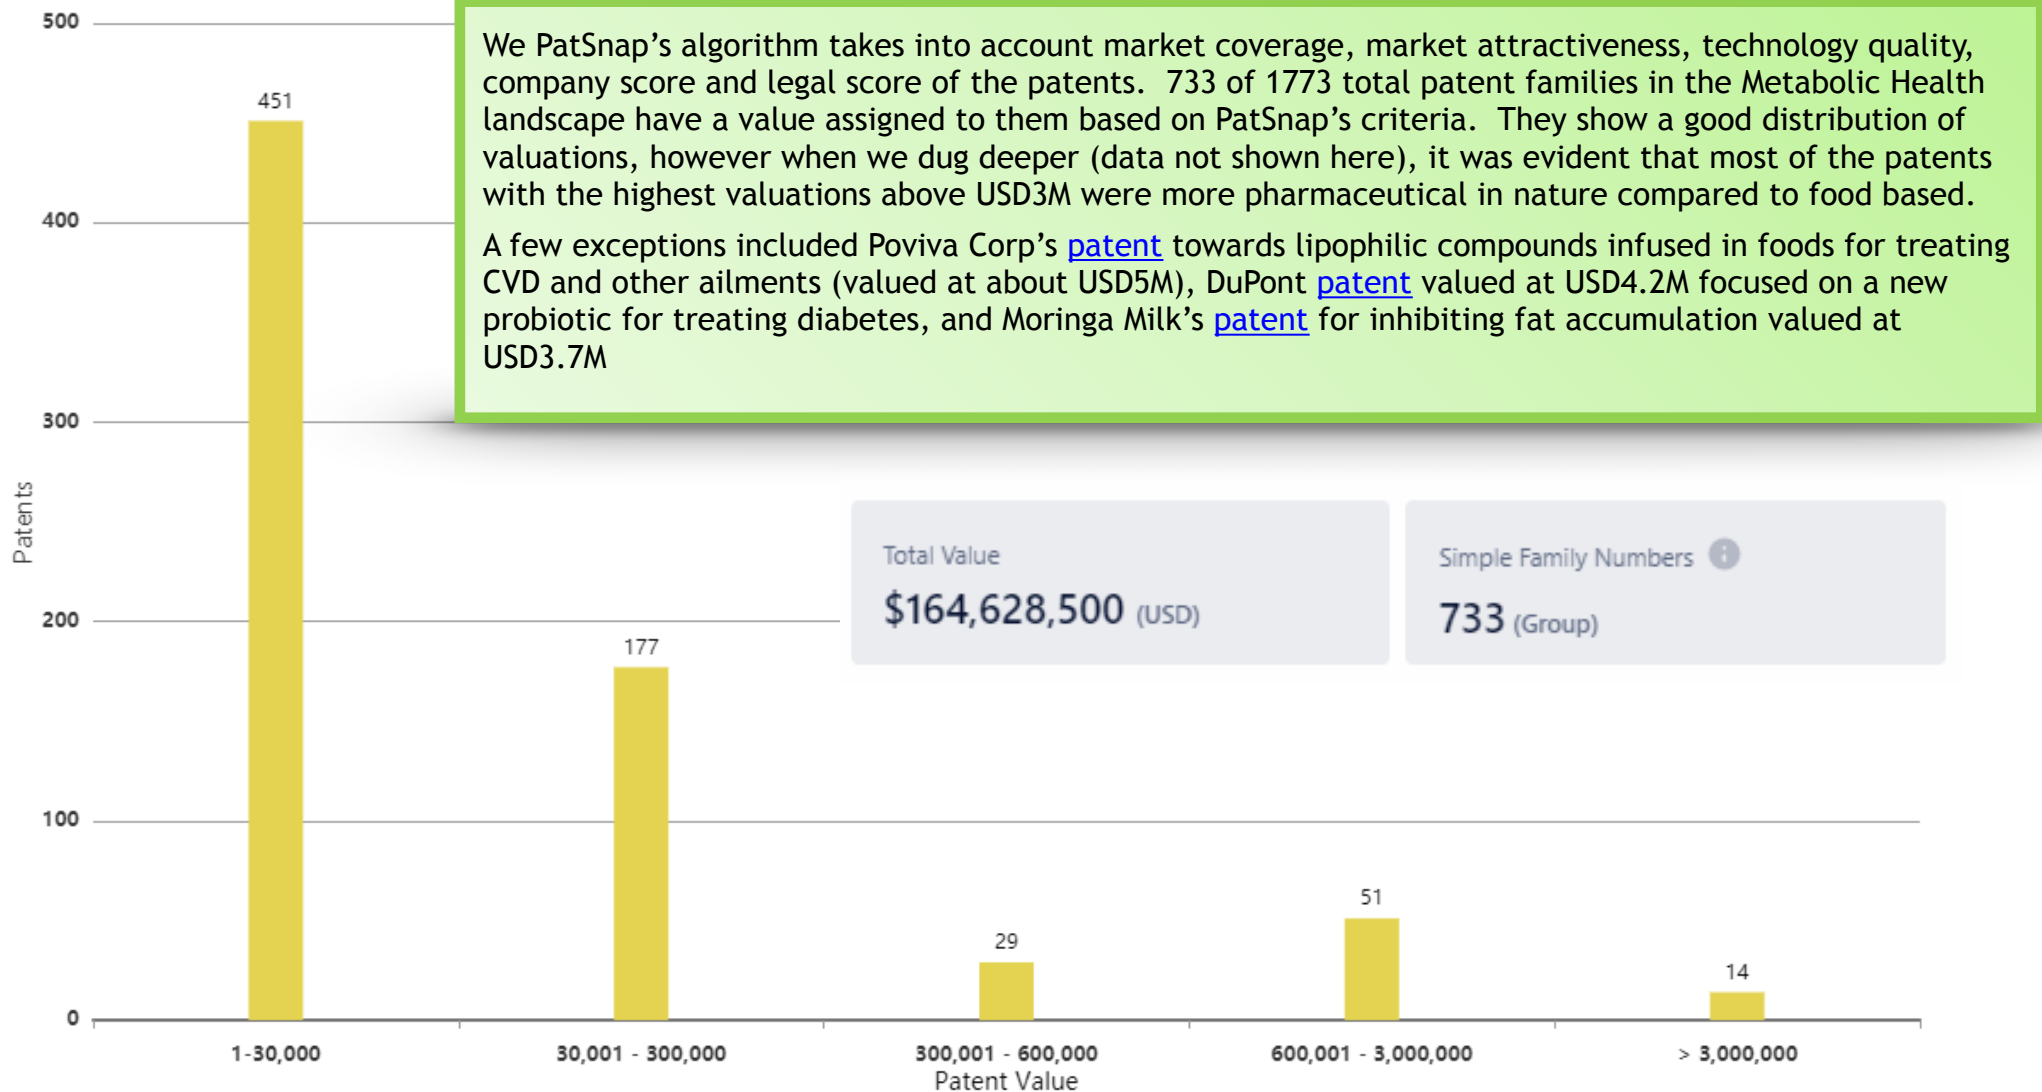 We PatSnap’s algorithm takes into account market coverage, market attractiveness, technology quality,
company score and legal score of the patents.  733 of 1773 total patent families in the Metabolic Health
landscape have a value assigned to them based on PatSnap’s criteria.  They show a good distribution of
valuations, however when we dug deeper (data not shown here), it was evident that most of the patents
with the highest valuations above USD3M were more pharmaceutical in nature compared to food based.
A few exceptions included Poviva Corp’s patent towards lipophilic compounds infused in foods for treating
CVD and other ailments (valued at about USD5M), DuPont patent valued at USD4.2M focused on a new
probiotic for treating diabetes, and Moringa Milk’s patent for inhibiting fat accumulation valued at
USD3.7M
Total Value
$164,628,500 (USD)
Simple Family Numbers
733 (Group)
Patents
500
400
300
200
100
0
451
177
29
51
14
1-30,000
30,001 - 300,000
300,001 - 600,000
600,001 - 3,000,000
> 3,000,000
Patent Value